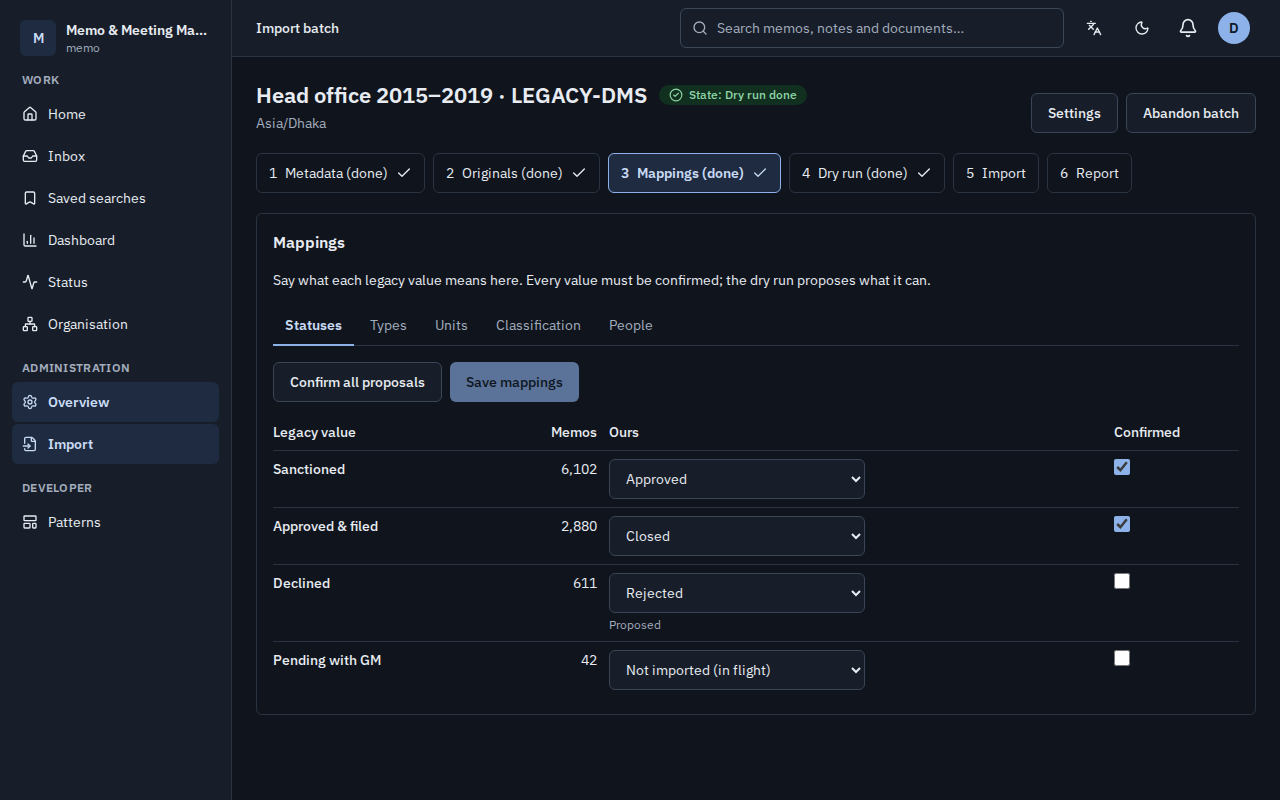 M
Memo & Meeting Ma...
memo
WORK
Home
Inbox
Saved searches
Dashboard
Status
Organisation
ADMINISTRATION
Overview
Import
DEVELOPER
Patterns
Import batch
Search memos, notes and documents...
D
Head office 2015–2019 · LEGACY-DMS
State: Dry run done
Asia/Dhaka
Settings
Abandon batch
1 Metadata (done)
2 Originals (done)
3 Mappings (done)
4 Dry run (done)
5 Import
6 Report
Mappings
Say what each legacy value means here. Every value must be confirmed; the dry run proposes what it can.
Statuses Types Units Classification People
Confirm all proposals
Save mappings
Legacy value Memos Ours Confirmed
Sanctioned 6,102 Approved
Approved & filed 2,880 Closed
Declined 611 Rejected
Proposed
Pending with GM 42 Not imported (in flight)